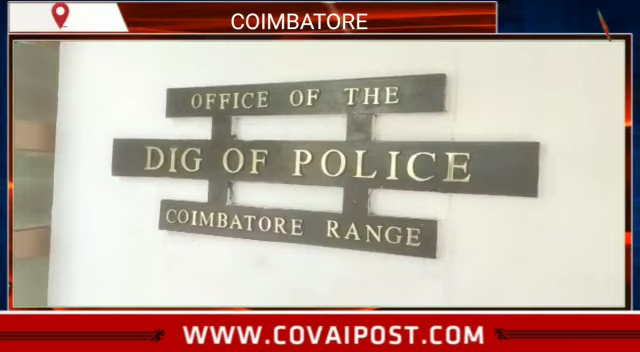 COIMBATORE
OFFICE OF THE
DIG OF POLICE
COIMBATORE RANGE
WWW.COVAIPOST.COM